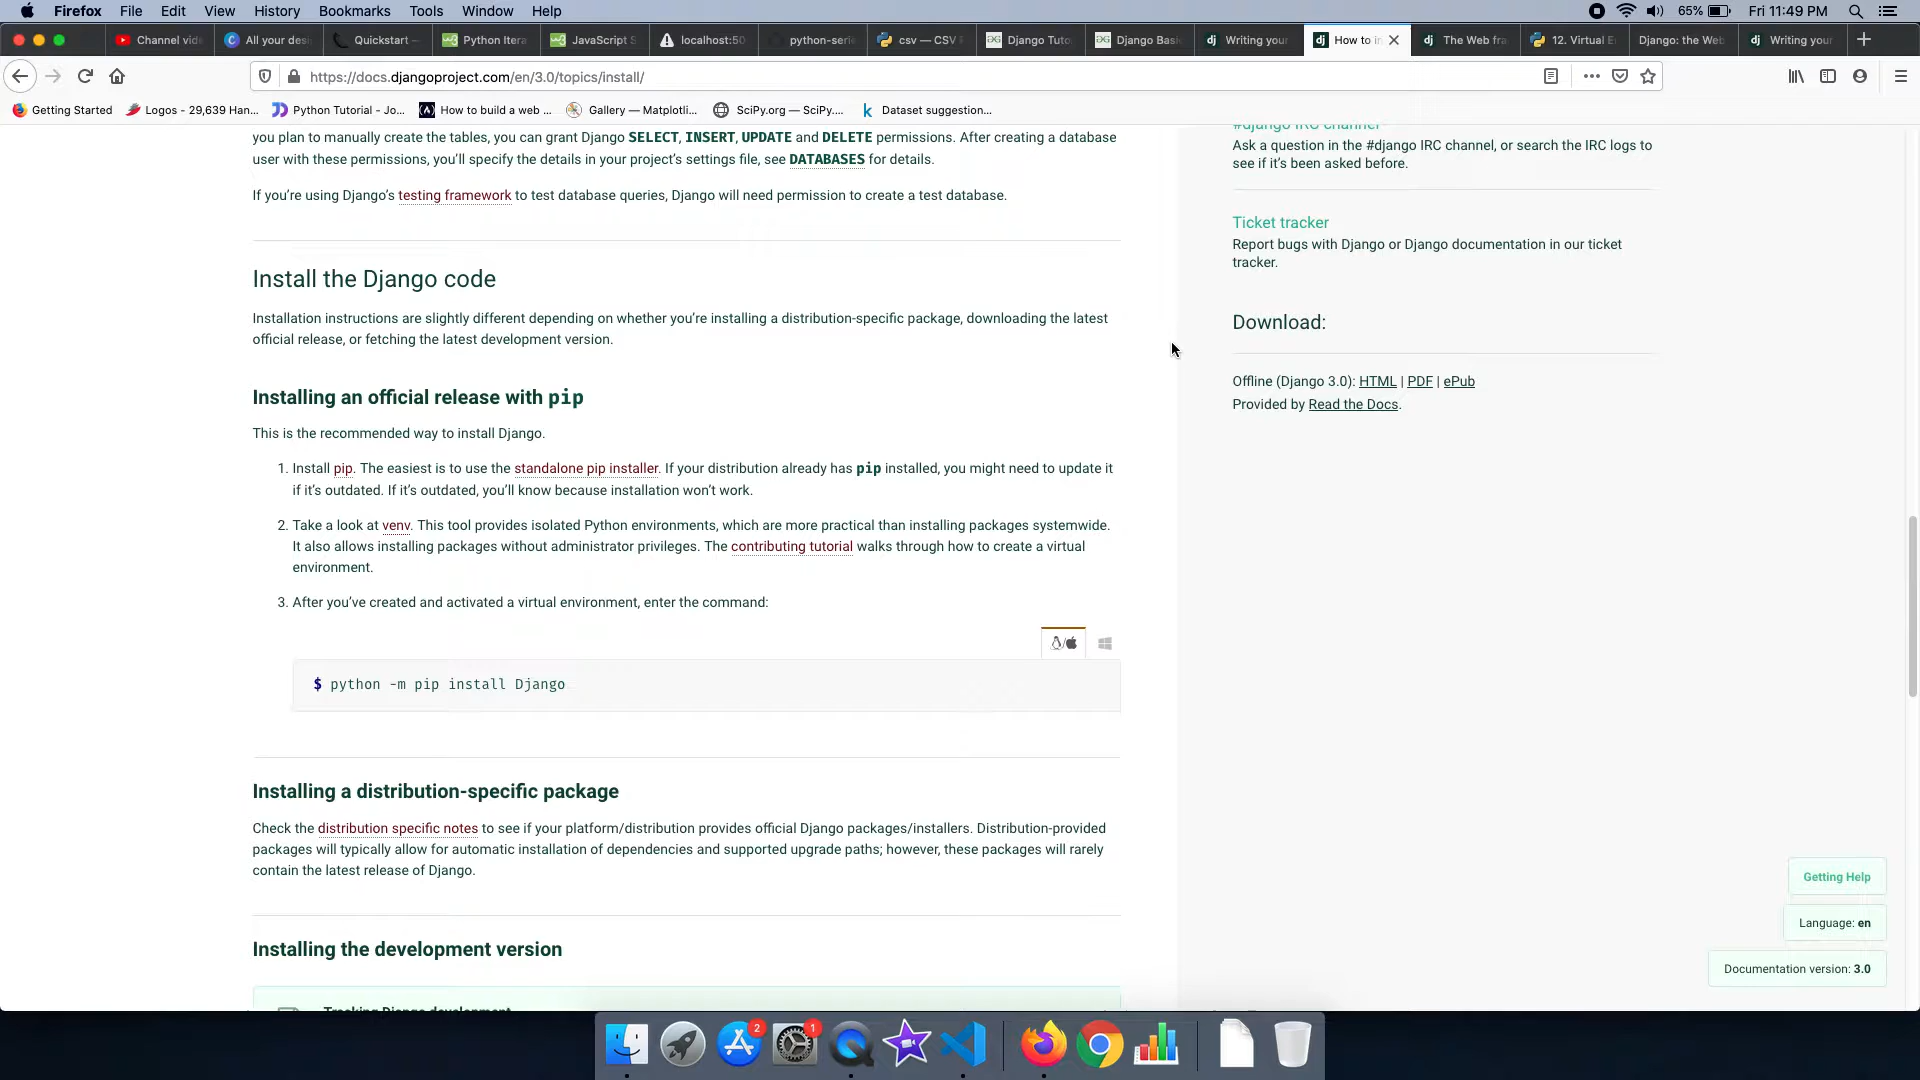 Firefox File Edit View History Bookmarks Tools Window Help 65% Fri 11:49 PM
Channel vid All your desi Quickstart — Python Itera JavaScript S localhost:50 python-serie csv — CSV F Django Tuto Django Basi Writing your How to in The Web fra 12. Virtual E Django: the Web Writing your
https://docs.djangoproject.com/en/3.0/topics/install/
Getting Started Logos - 29,639 Han... Python Tutorial - Jo... How to build a web ... Gallery — Matplotli... SciPy.org — SciPy.... Dataset suggestion...
you plan to manually create the tables, you can grant Django SELECT, INSERT, UPDATE and DELETE permissions. After creating a database
user with these permissions, you’ll specify the details in your project’s settings file, see DATABASES for details.
If you’re using Django’s testing framework to test database queries, Django will need permission to create a test database.
Install the Django code
Installation instructions are slightly different depending on whether you’re installing a distribution-specific package, downloading the latest
official release, or fetching the latest development version.
Installing an official release with pip
This is the recommended way to install Django.
1. Install pip. The easiest is to use the standalone pip installer. If your distribution already has pip installed, you might need to update it
if it’s outdated. If it’s outdated, you’ll know because installation won’t work.
2. Take a look at venv. This tool provides isolated Python environments, which are more practical than installing packages systemwide.
It also allows installing packages without administrator privileges. The contributing tutorial walks through how to create a virtual
environment.
3. After you’ve created and activated a virtual environment, enter the command:
$ python -m pip install Django
Installing a distribution-specific package
Check the distribution specific notes to see if your platform/distribution provides official Django packages/installers. Distribution-provided
packages will typically allow for automatic installation of dependencies and supported upgrade paths; however, these packages will rarely
contain the latest release of Django.
Installing the development version
Tracking Django development
#django IRC channel
Ask a question in the #django IRC channel, or search the IRC logs to
see if it’s been asked before.
Ticket tracker
Report bugs with Django or Django documentation in our ticket
tracker.
Download:
Offline (Django 3.0): HTML | PDF | ePub
Provided by Read the Docs.
Getting Help
Language: en
Documentation version: 3.0
2 1